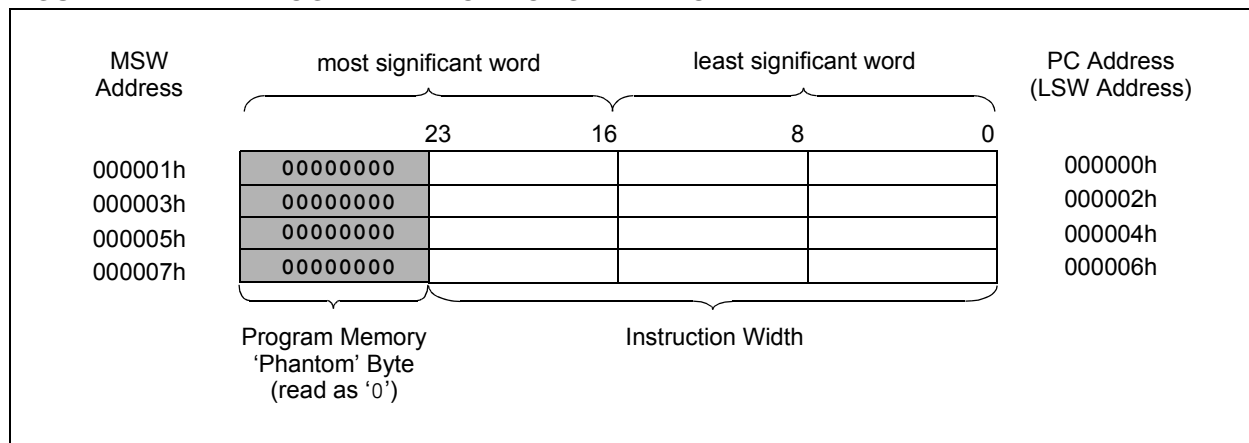 MSW
Address
most significant word
least significant word
PC Address
(LSW Address)
23 16 8 0
000001h 00000000 000000h
000003h 00000000 000002h
000005h 00000000 000004h
000007h 00000000 000006h
Program Memory
‘Phantom’ Byte
(read as ‘0’)
Instruction Width